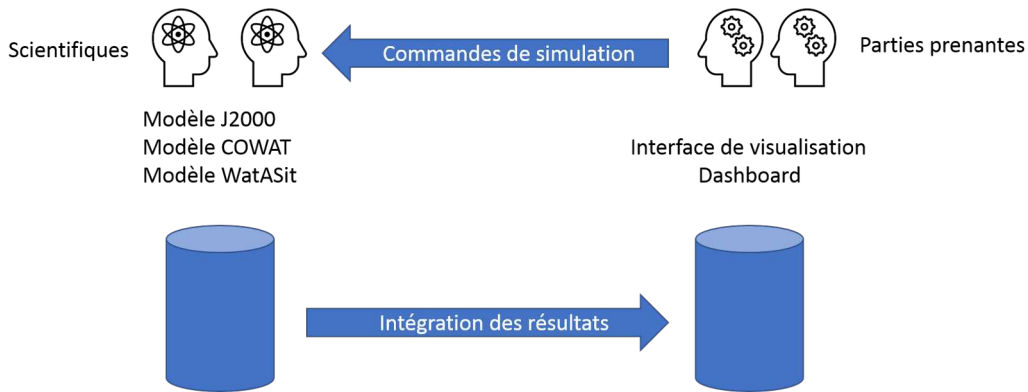 Scientifiques
Commandes de simulation
Parties prenantes
Modèle J2000
Modèle COWAT
Modèle WatASit
Interface de visualisation
Dashboard
Intégration des résultats